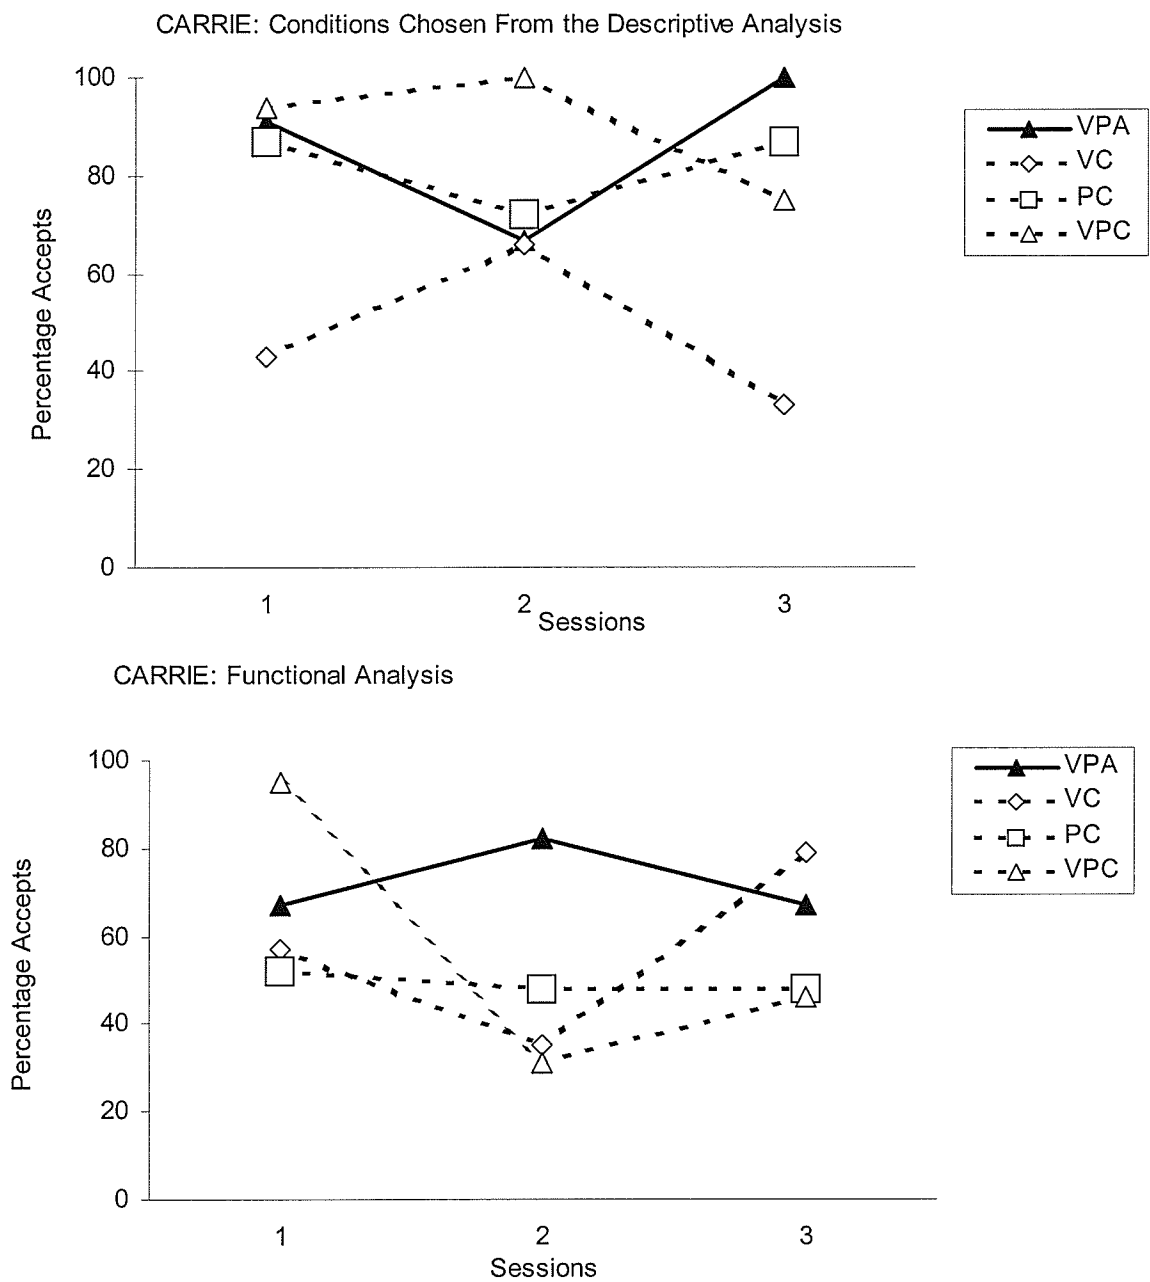 CARRIE: Conditions Chosen From the Descriptive Analysis
100
80
60
40
20
0
Percentage Accepts
1 2 3
Sessions
VPA
VC
PC
VPC
CARRIE: Functional Analysis
100
80
60
40
20
0
Percentage Accepts
1 2 3
Sessions
VPA
VC
PC
VPC